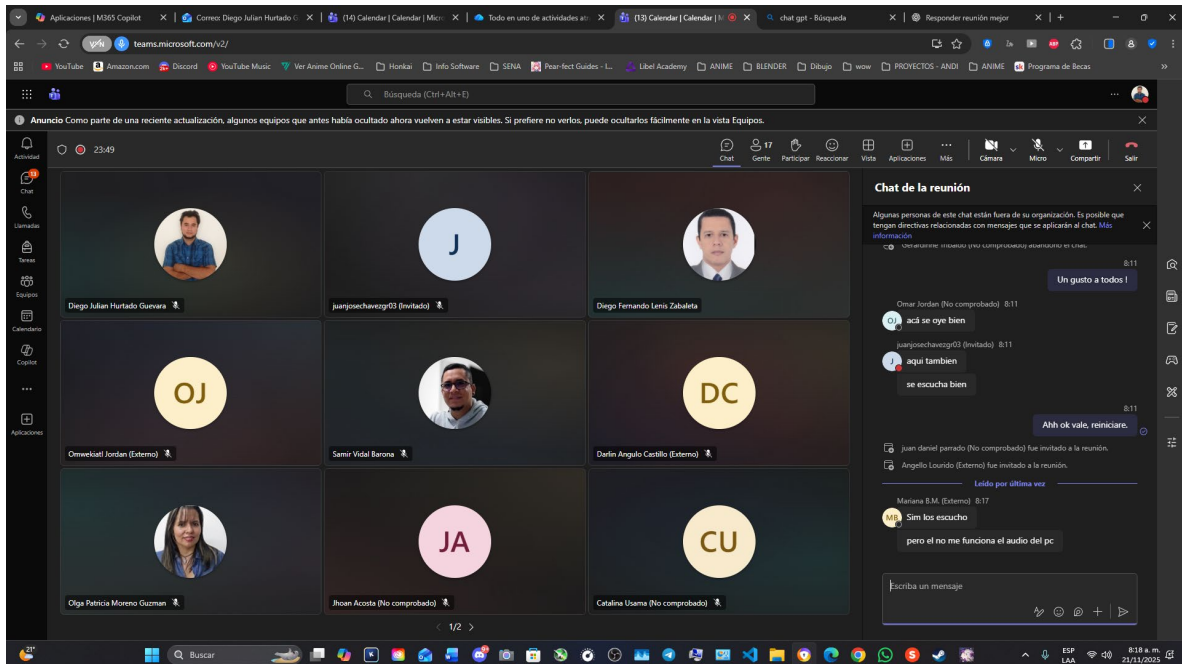 Aplicaciones | M365 Copilot
Correo: Diego Julian Hurtado G
(14) Calendar | Calendar | Micro
Todo en uno de actividades ato
(13) Calendar | Calendar | M
chat gpt - Búsqueda
Responder reunión mejor
teams.microsoft.com/v2/
YouTube
Amazon.com
Discord
YouTube Music
Ver Anime Online G...
Honkai
Info Software
SENA
Pear-fect Guides - L...
Libel Academy
ANIME
BLENDER
Dibujo
wow
PROYECTOS - ANDI
ANIME
Programa de Becas
Búsqueda (Ctrl+Alt+E)
Anuncio Como parte de una reciente actualización, algunos equipos que antes había ocultado ahora vuelven a estar visibles. Si prefiere no verlos, puede ocultarlos fácilmente en la vista Equipos.
Actividad
13
Chat
Llamadas
Tareas
Equipos
Calendario
Copilot
Aplicaciones
23:49
17
Chat
Gente
Participar
Reaccionar
Vista
Aplicaciones
Más
Cámara
Micro
Compartir
Salir
Diego Julian Hurtado Guevara
J
juanjosechavezgr03 (Invitado)
Diego Fernando Lenis Zabaleta
OJ
Omwekiatl Jordan (Externo)
Samir Vidal Barona
DC
Darlin Angulo Castillo (Externo)
Olga Patricia Moreno Guzman
JA
Jhoan Acosta (No comprobado)
CU
Catalina Usama (No comprobado)
1/2
Chat de la reunión
Algunas personas de este chat están fuera de su organización. Es posible que
tengan directivas relacionadas con mensajes que se aplicarán al chat. Más
información
8:11
Un gusto a todos !
Omar Jordan (No comprobado) 8:11
OJ
acá se oye bien
juanjosechavezgr03 (Invitado) 8:11
J
aqui tambien
se escucha bien
8:11
Ahh ok vale, reiniciare.
juan daniel parrado (No comprobado) fue invitado a la reunión.
Angello Lourido (Externo) fue invitado a la reunión.
Leído por última vez
Mariana B.M. (Externo) 8:17
MB
Sim los escucho
pero el no me funciona el audio del pc
Escriba un mensaje
21°
Buscar
ESP
LAA
8:18 a. m.
21/11/2025